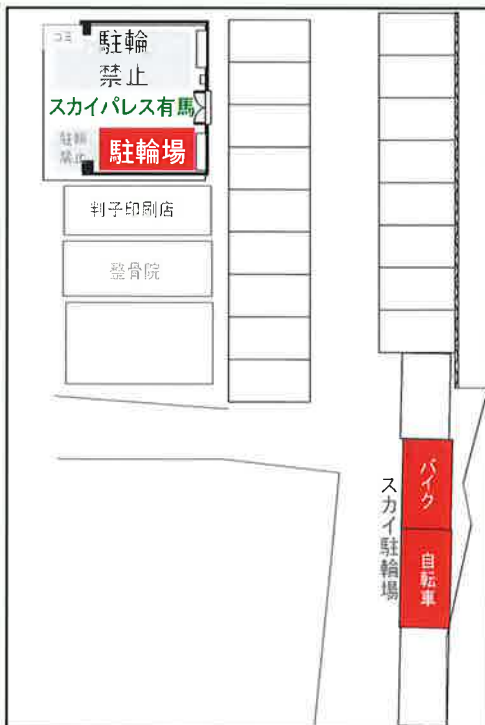 ゴミ
駐輪
禁止
スカイパレス有馬
駐輪
禁止
駐輪場
判子印刷店
整骨院
バイク
スカイ駐輪場
自転車